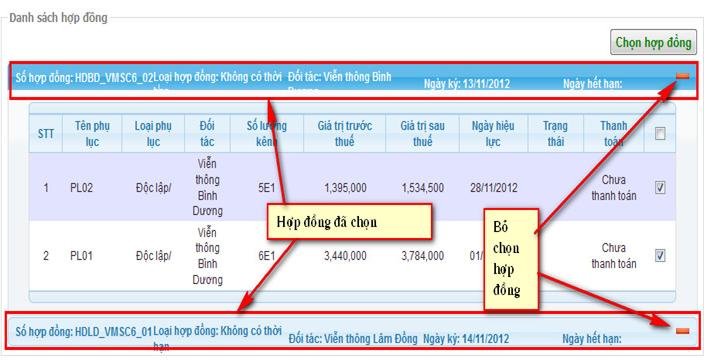 Danh sách hợp đồng
Chọn hợp đồng
Số hợp đồng: HDBD_VMSC6_02 Loại hợp đồng: Không có thời Đối tác: Viễn thông Bình Ngày ký: 13/11/2012 Ngày hết hạn:
Dương
STT Tên phụ Loại phụ Đối Số lượng Giá trị trước Giá trị sau Ngày hiệu Trạng Thanh
lục lục tác kênh thuế thuế lực thái toán
Viễn
thông
1 PL02 Độc lập/ Bình 5E1 1,395,000 1,534,500 28/11/2012 Chưa
Dương thanh toán
Hợp đồng đã chọn
Bỏ
chọn
hợp
đồng
Viễn
thông
2 PL01 Độc lập/ Bình 6E1 3,440,000 3,784,000 01/ Chưa
Dương thanh toán
Số hợp đồng: HDLD_VMSC6_01 Loại hợp đồng: Không có thời Đối tác: Viễn thông Lâm Đồng Ngày ký: 14/11/2012 Ngày hết hạn:
hạn